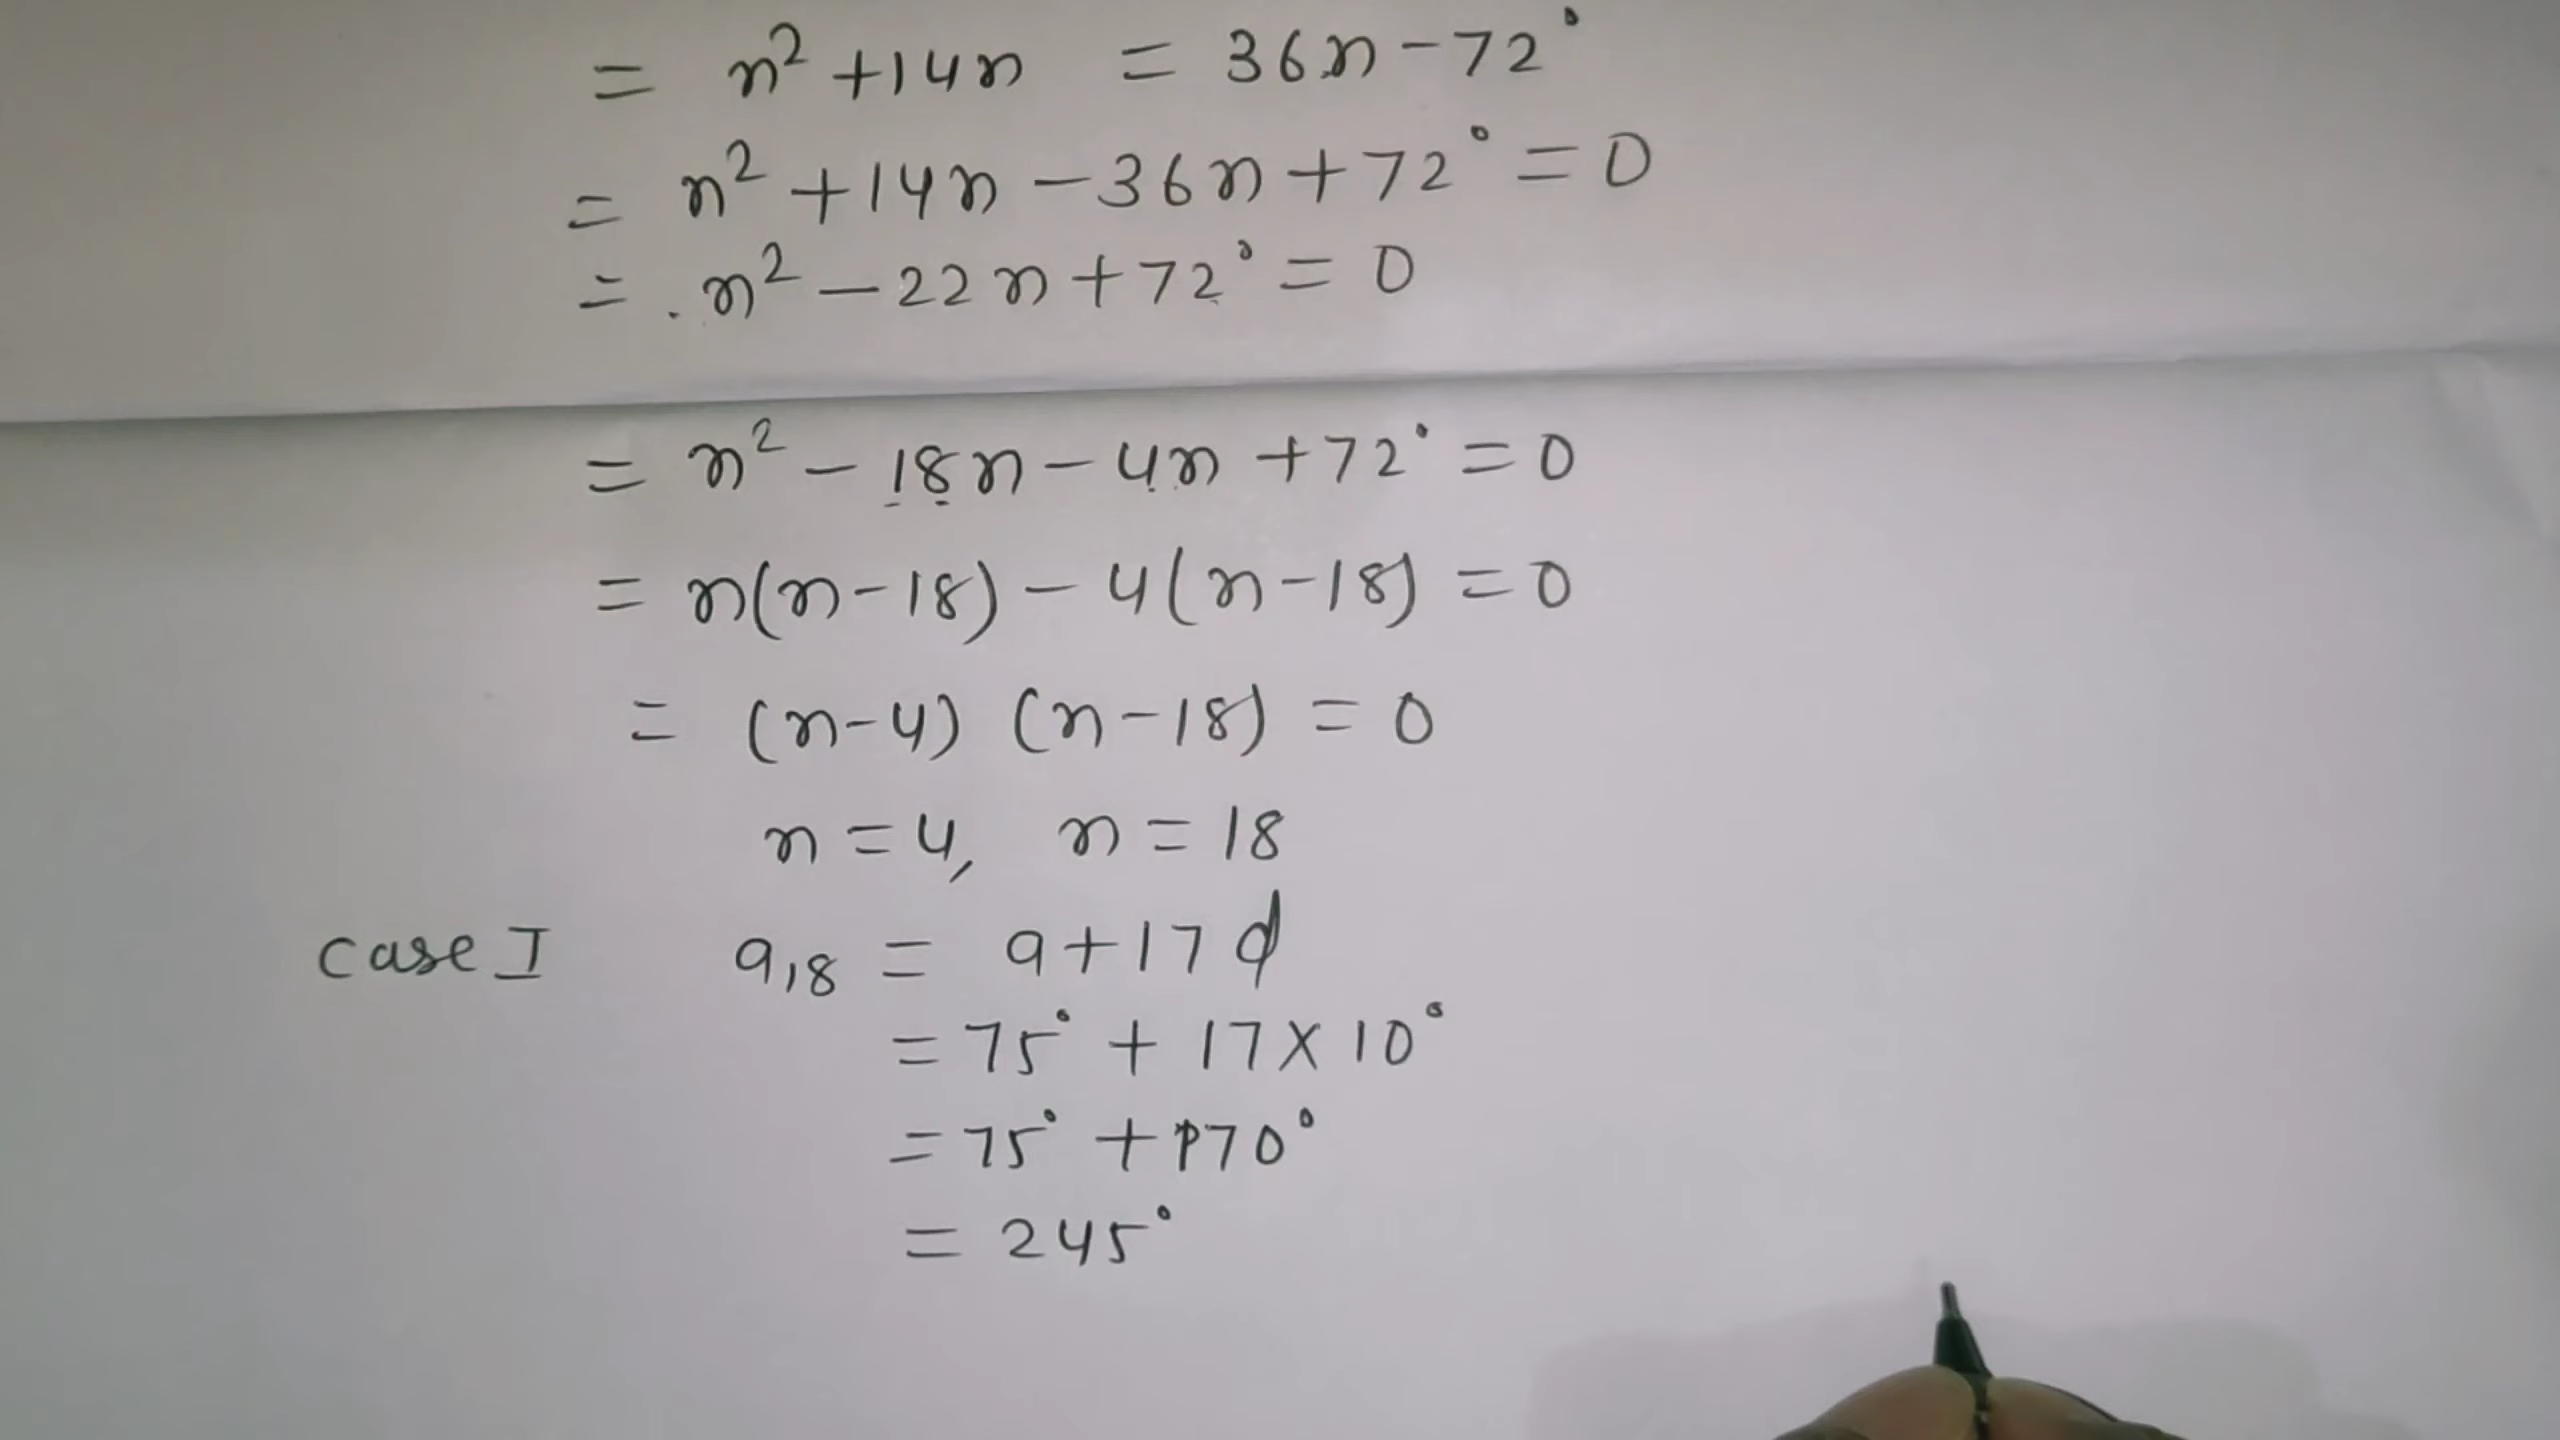 = n² + 14n = 36n - 72°
= n² + 14n - 36n + 72° = 0
= n² - 22n + 72° = 0
= n² - 18n - 4n + 72° = 0
= n(n-18) - 4(n-18) = 0
= (n-4) (n-18) = 0
n = 4, n = 18
case I a₁₈ = a + 17d
= 75° + 17 × 10°
= 75° + 170°
= 245°